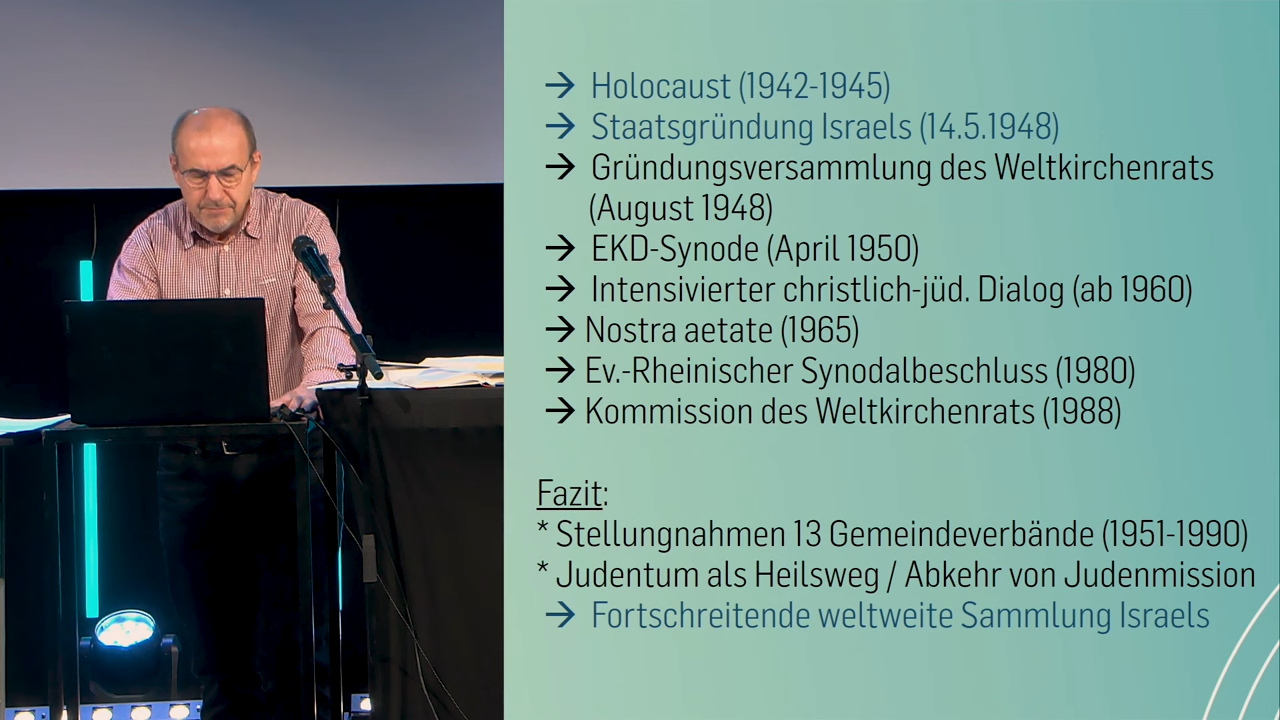 → Holocaust (1942-1945)
→ Staatsgründung Israels (14.5.1948)
→ Gründungsversammlung des Weltkirchenrats
(August 1948)
→ EKD-Synode (April 1950)
→ Intensivierter christlich-jüd. Dialog (ab 1960)
→ Nostra aetate (1965)
→ Ev.-Rheinischer Synodalbeschluss (1980)
→ Kommission des Weltkirchenrats (1988)
Fazit:
* Stellungnahmen 13 Gemeindeverbände (1951-1990)
* Judentum als Heilsweg / Abkehr von Judenmission
→ Fortschreitende weltweite Sammlung Israels